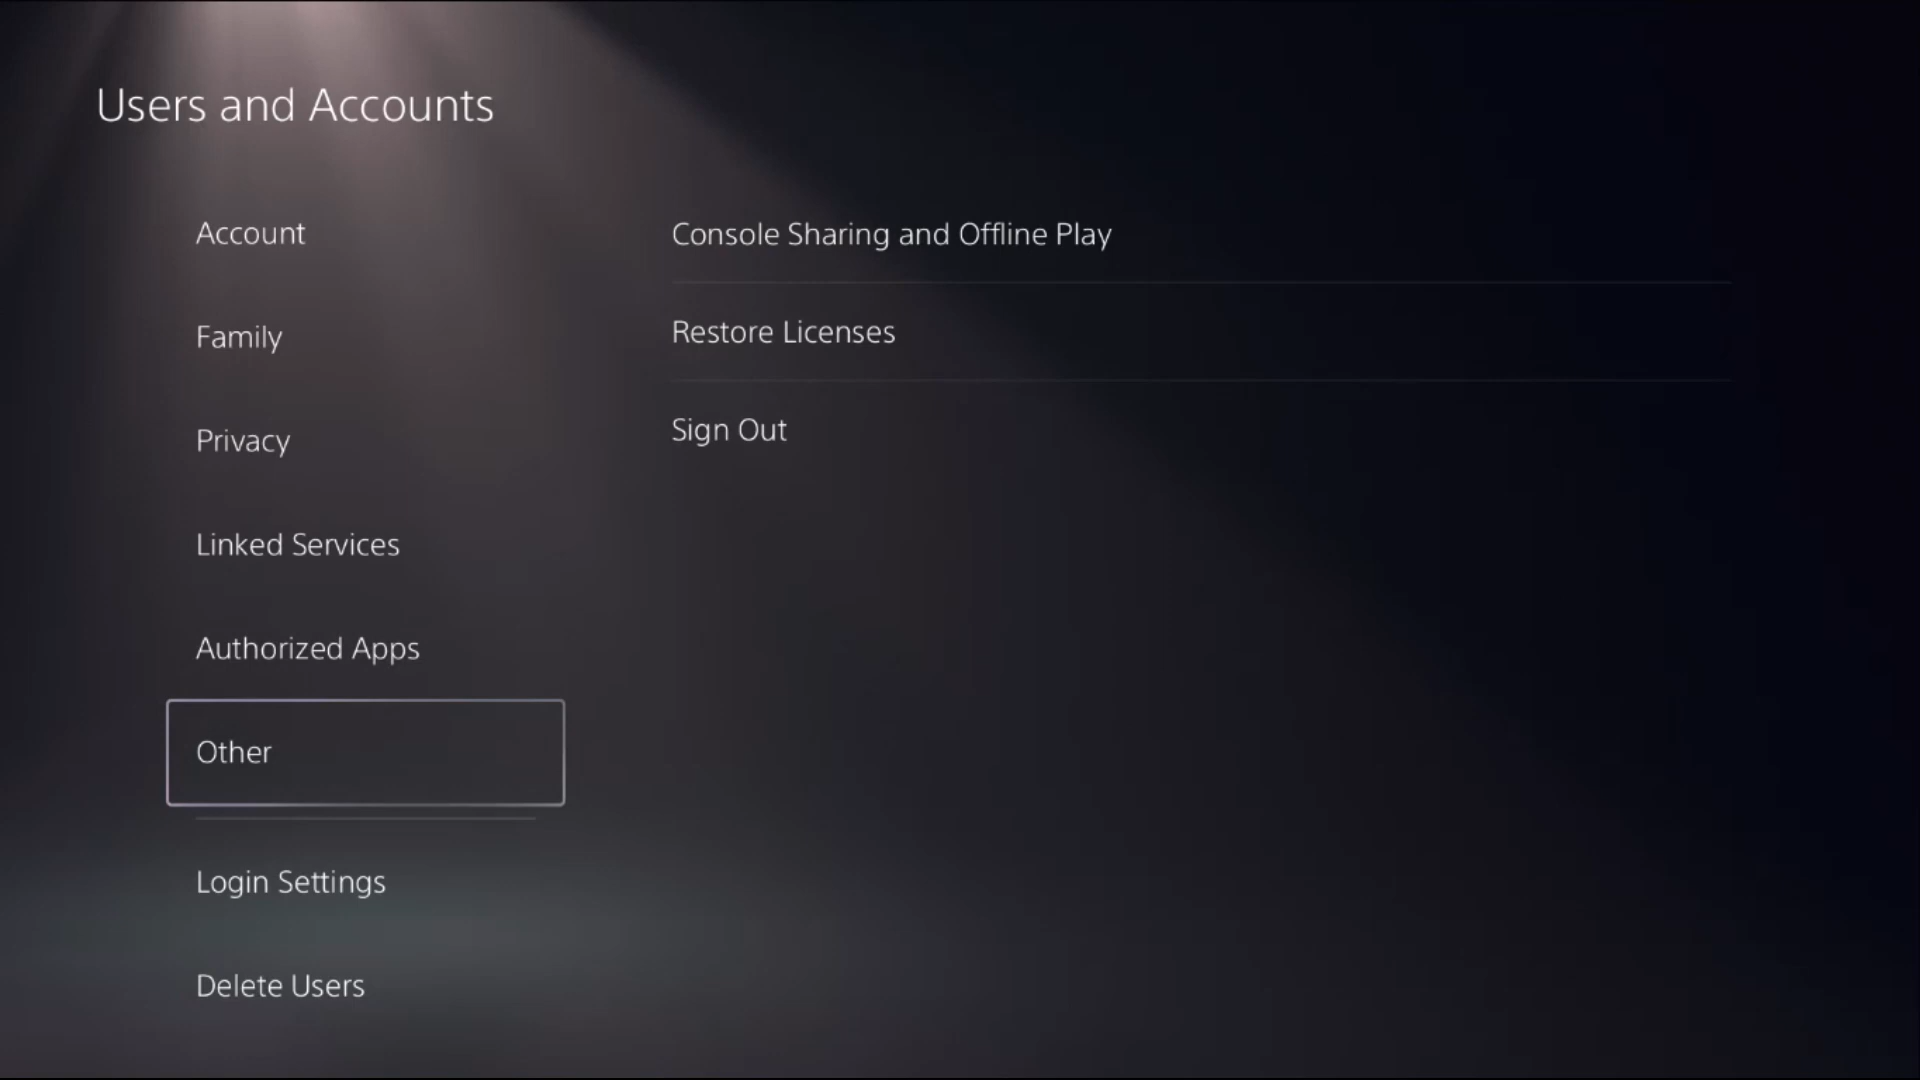 Users and Accounts
Account
Family
Privacy
Linked Services
Authorized Apps
Other
Login Settings
Delete Users
Console Sharing and Offline Play
Restore Licenses
Sign Out